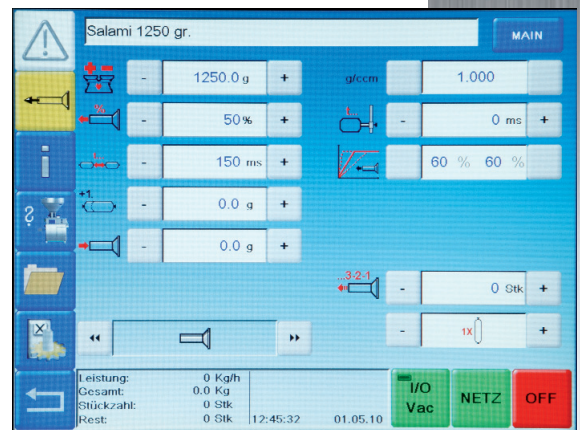 Salami 1250 gr.
MAIN
- 1250.0 g +
g/ccm 1.000
% - 50 % +
t... - 0 ms +
t... - 150 ms +
60 % 60 %
+1. - 0.0 g +
- 0.0 g +
...3-2-1 - 0 Stk +
- 1X +
Leistung: 0 Kg/h
Gesamt: 0.0 Kg
Stückzahl: 0 Stk
Rest: 0 Stk
12:45:32 01.05.10
I/O
Vac
NETZ
OFF